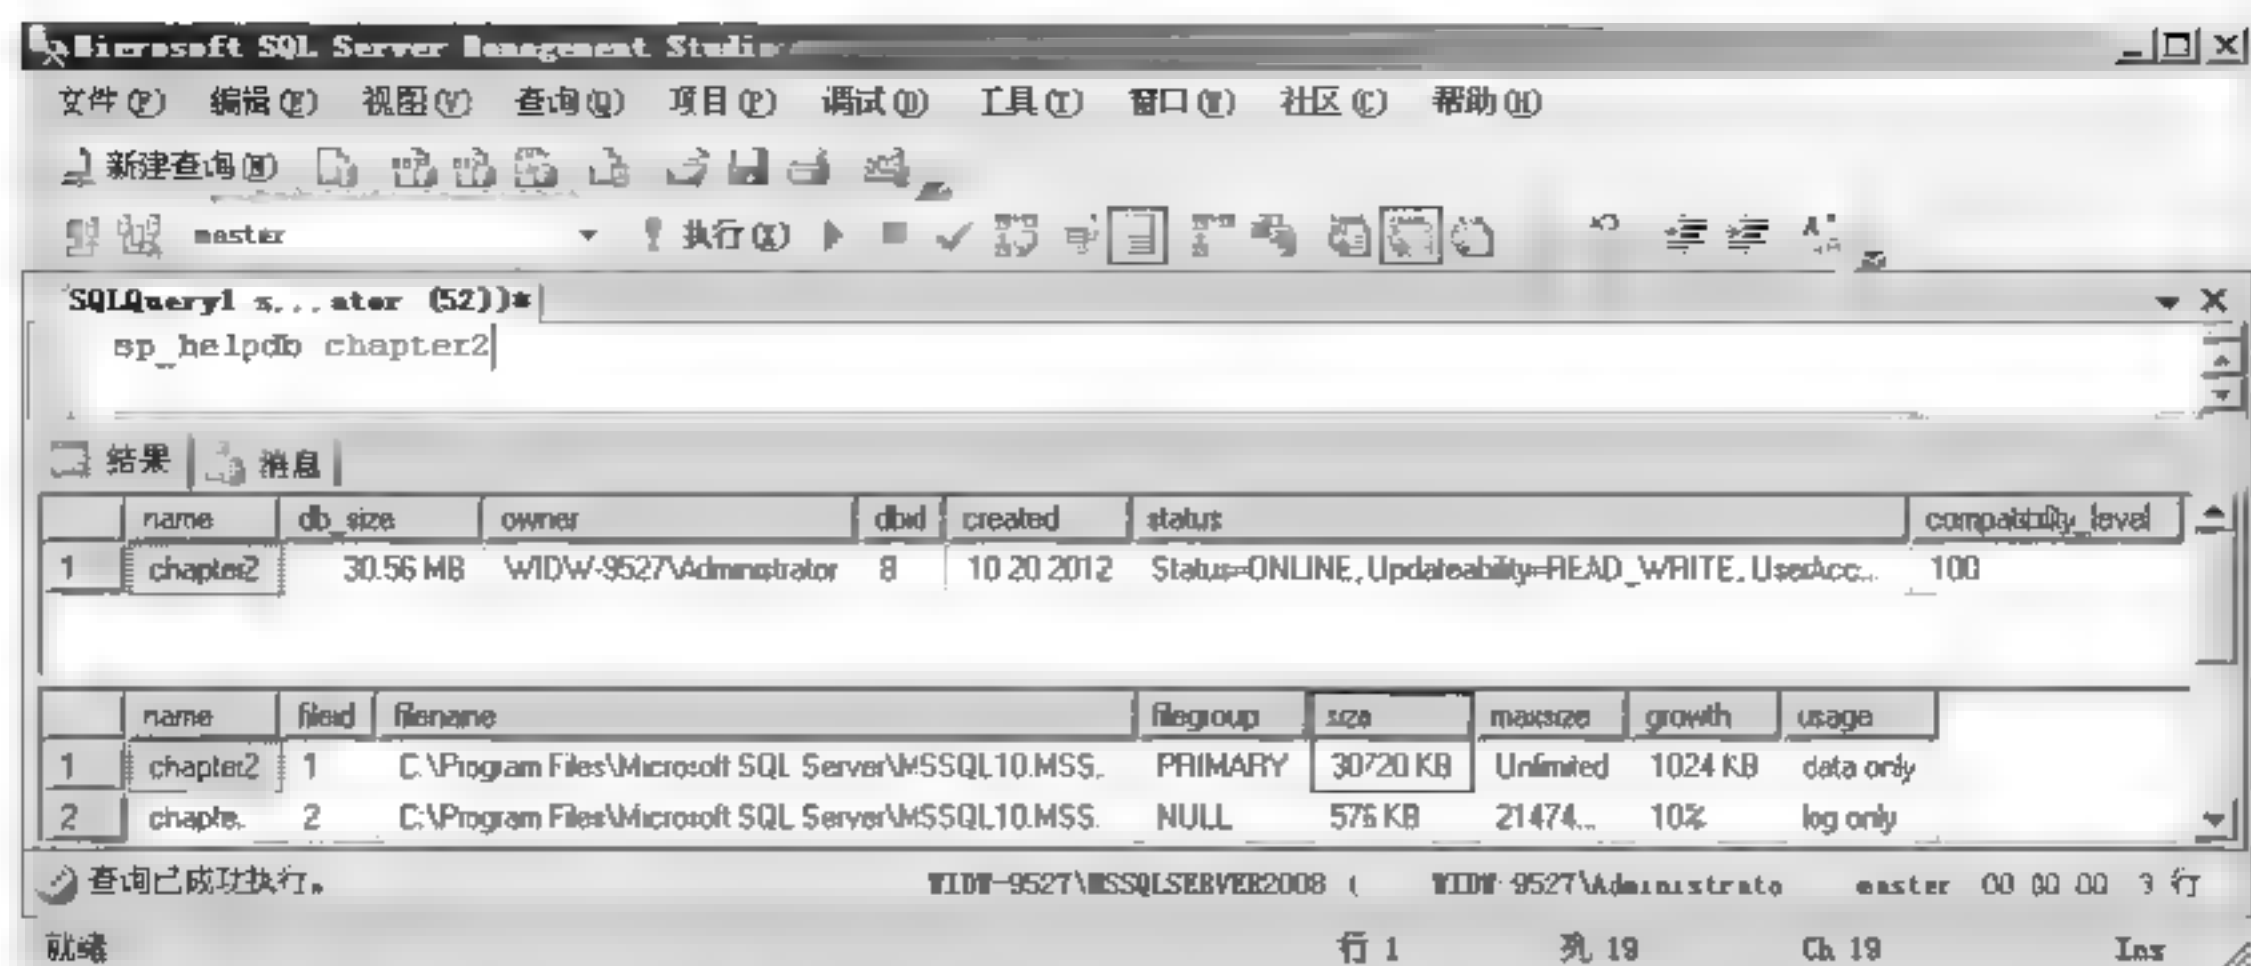 Microsoft SQL Server Management Studio
文件(F) 编辑(E) 视图(V) 查询(Q) 项目(P) 调试(D) 工具(T) 窗口(W) 社区(C) 帮助(H)
新建查询(N)
master 执行(X)
SQLQuery1.s...ator (52))*
sp_helpdb chapter2
结果 消息
name db_size owner dbid created status compatibility_level
1 chapter2 30.56 MB WIDW-9527\Administrator 8 10 20 2012 Status=ONLINE, Updateability=READ_WRITE, UserAcc... 100
name fileid filename filegroup size maxsize growth usage
1 chapter2 1 C:\Program Files\Microsoft SQL Server\MSSQL10.MSS... PRIMARY 30720 KB Unlimited 1024 KB data only
2 chapte... 2 C:\Program Files\Microsoft SQL Server\MSSQL10.MSS... NULL 576 KB 21474... 10% log only
查询已成功执行。 WIDW-9527\MSSQLSERVER2008 ( WIDW-9527\Administrato master 00:00:00 3 行
就绪 行 1 列 19 Ch 19 Ins